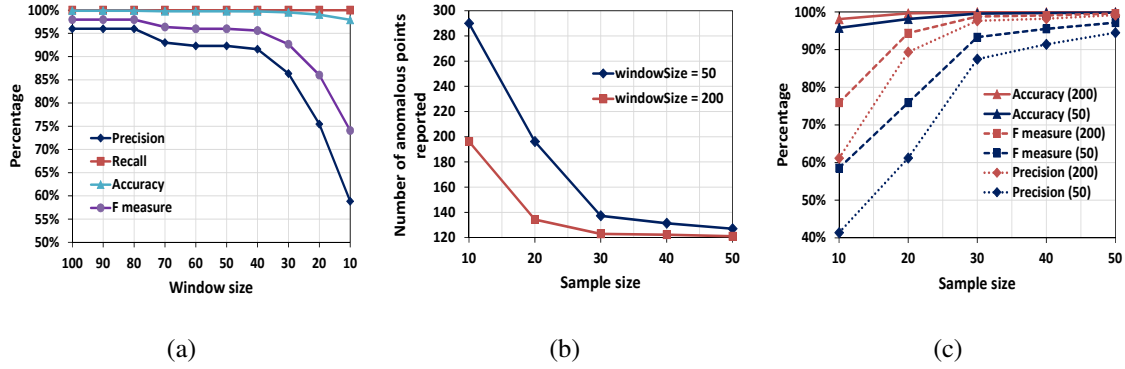 100%
95%
90%
85%
80%
75%
70%
65%
60%
55%
50%
Percentage
Precision
Recall
Accuracy
F measure
100 90 80 70 60 50 40 30 20 10
Window size
(a)
300
280
260
240
220
200
180
160
140
120
Number of anomalous points
reported
windowSize = 50
windowSize = 200
10 20 30 40 50
Sample size
(b)
100%
90%
80%
70%
60%
50%
40%
Percentage
Accuracy (200)
Accuracy (50)
F measure (200)
F measure (50)
Precision (200)
Precision (50)
10 20 30 40 50
Sample size
(c)